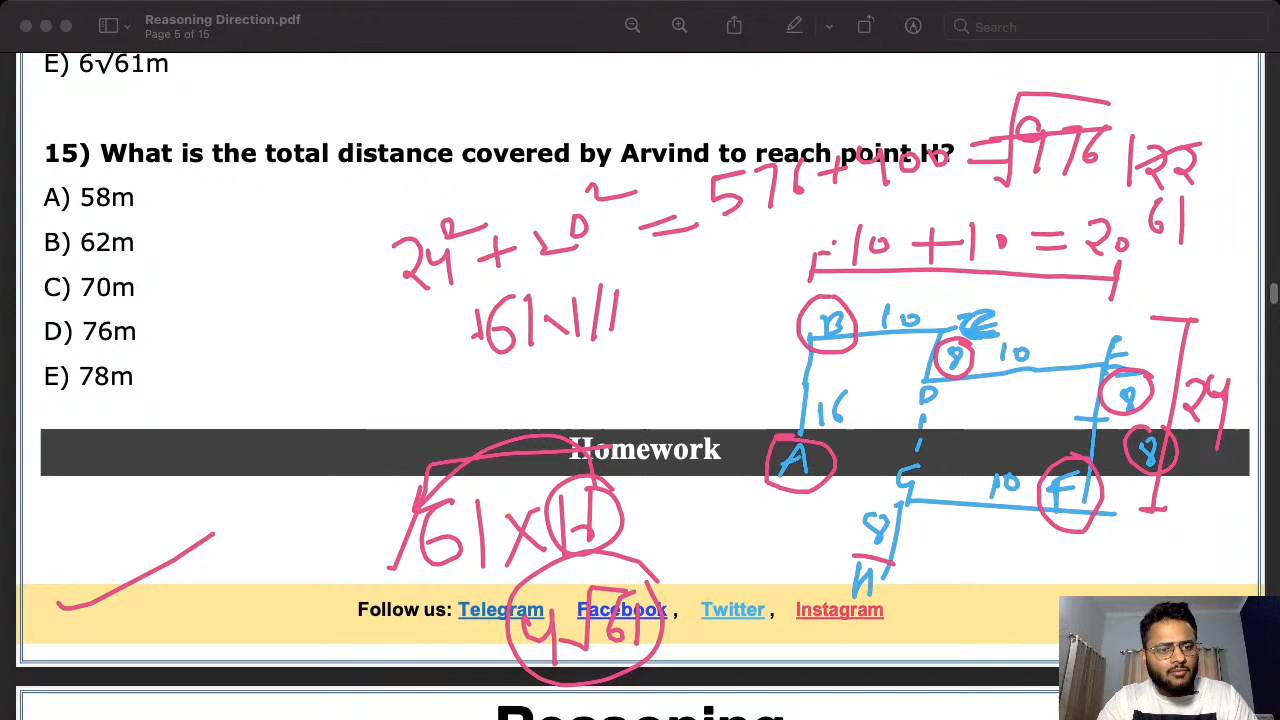 Reasoning Direction.pdf
Page 5 of 15
Search
E) 6√61m
15) What is the total distance covered by Arvind to reach point H?
A) 58m
B) 62m
C) 70m
D) 76m
E) 78m
24² + 20² = 576 + 400 = √976
122
61
10 + 10 = 20
B 10
8 10 E
D
16 8 24
A 8
G 10 F
8
H
Homework
√61×
4√61
Follow us: Telegram Facebook , Twitter , Instagram
Reasoning